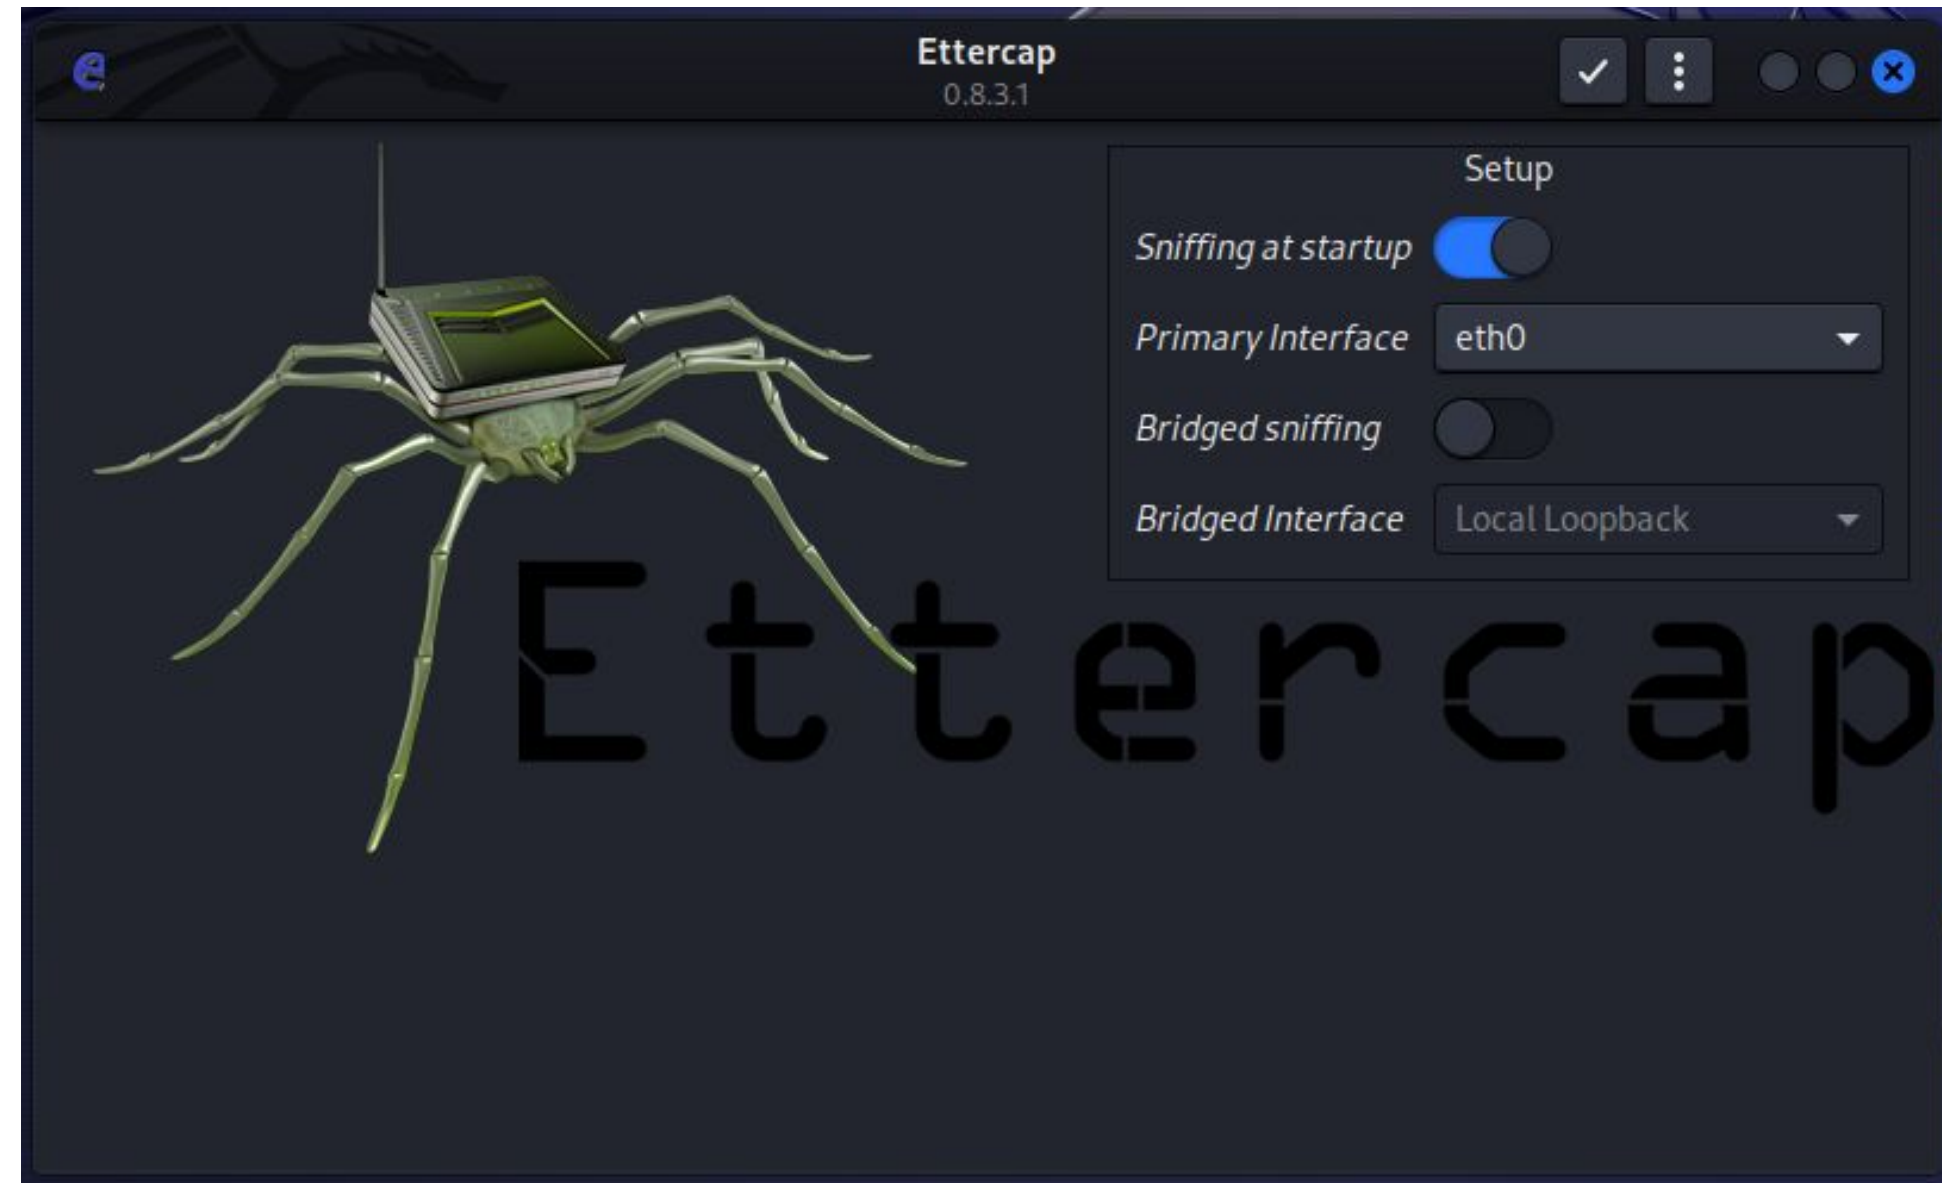 Ettercap
0.8.3.1
Setup
Sniffing at startup
Primary Interface eth0
Bridged sniffing
Bridged Interface Local Loopback
Ettercap